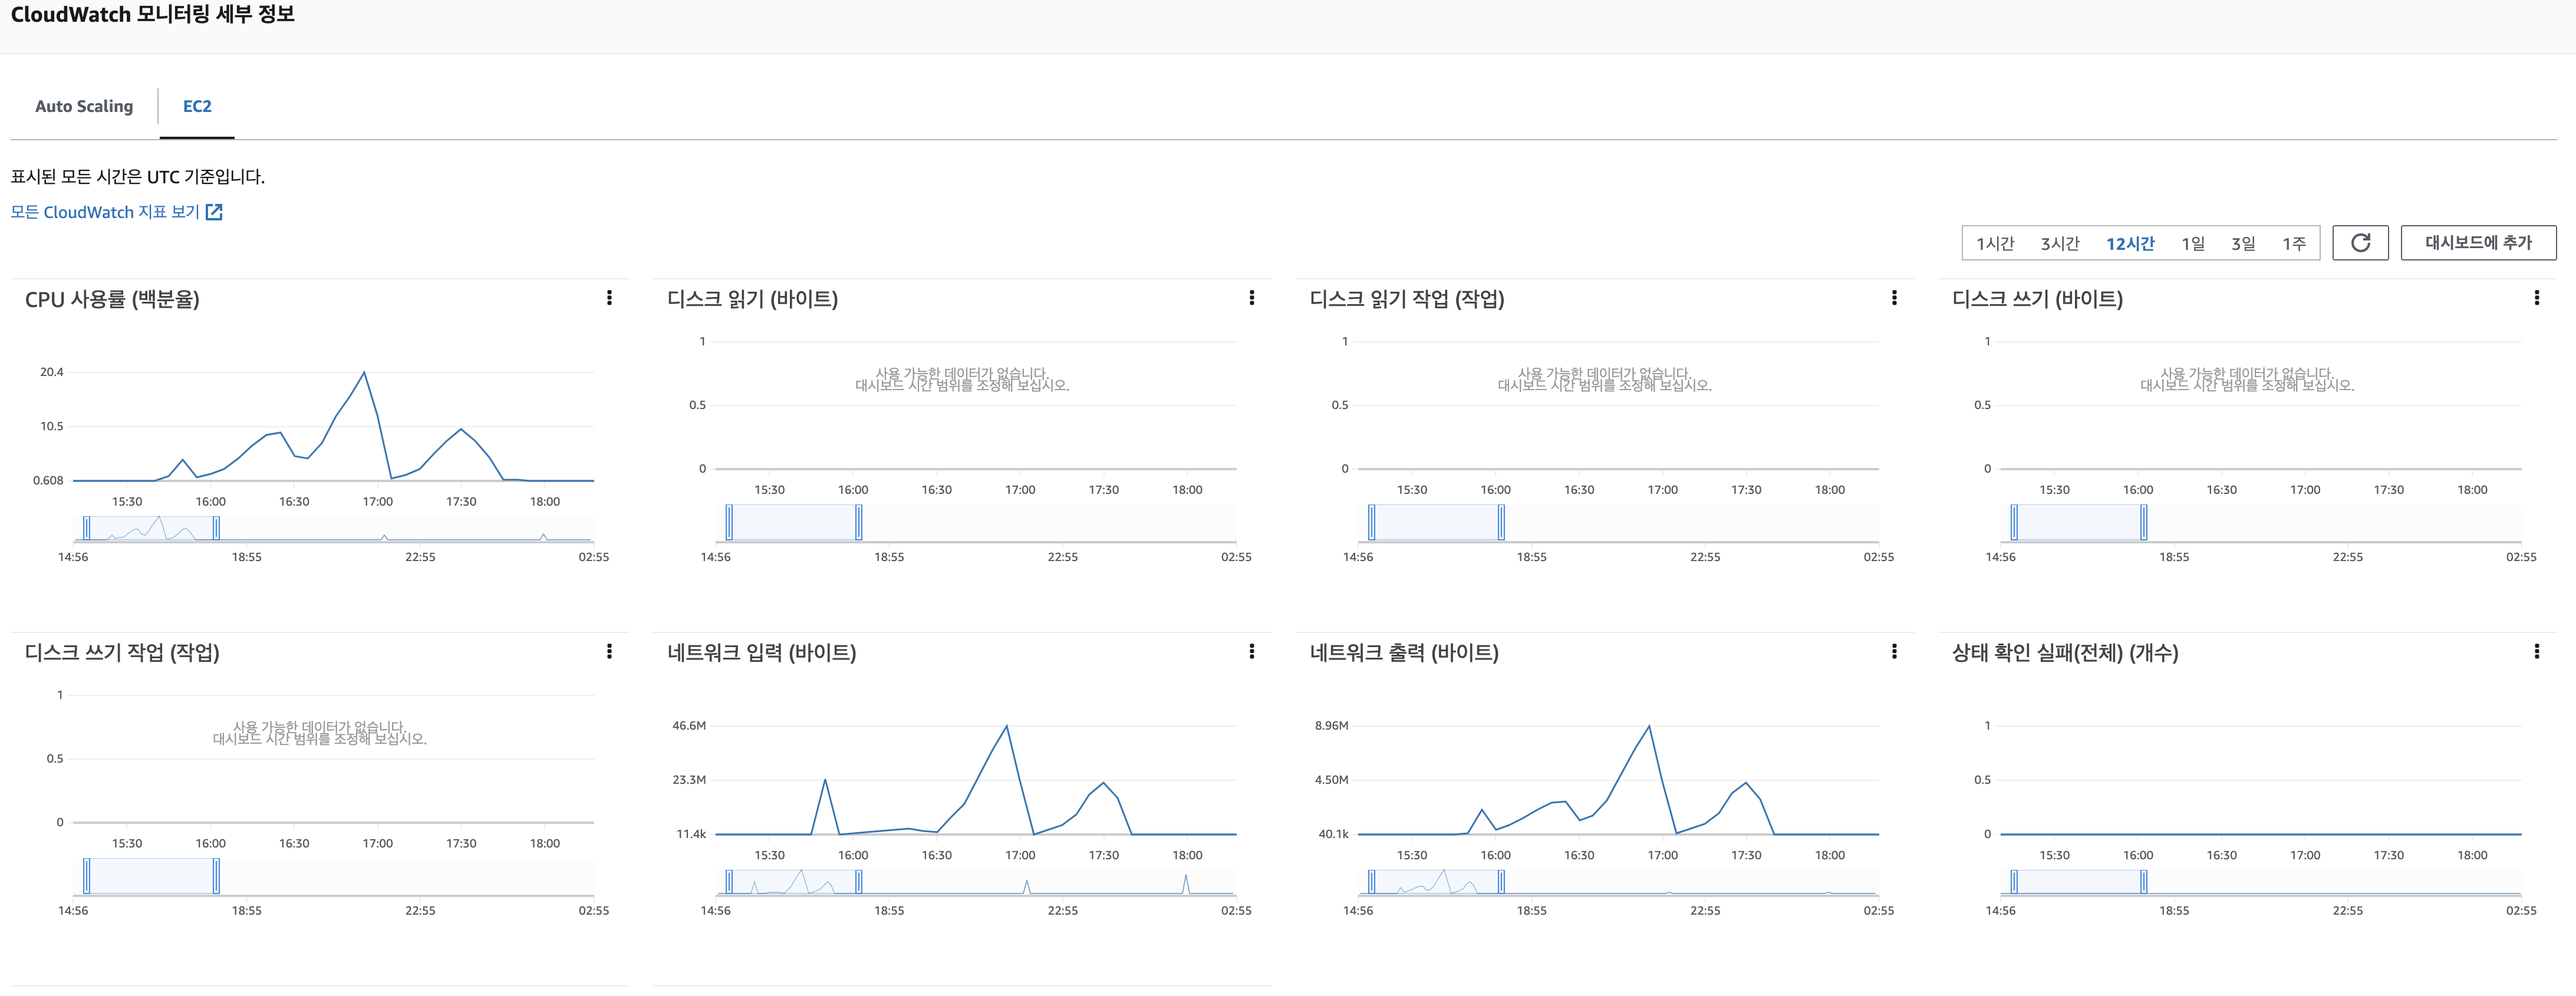 CloudWatch 모니터링 세부 정보
Auto Scaling
EC2
표시된 모든 시간은 UTC 기준입니다.
모든 CloudWatch 지표 보기
1시간 3시간 12시간 1일 3일 1주
대시보드에 추가
CPU 사용률 (백분율)
20.4
10.5
0.608
15:30 16:00 16:30 17:00 17:30 18:00
14:56 18:55 22:55 02:55
디스크 읽기 (바이트)
1
사용 가능한 데이터가 없습니다.
대시보드 시간 범위를 조정해 보십시오.
0.5
0
15:30 16:00 16:30 17:00 17:30 18:00
14:56 18:55 22:55 02:55
디스크 읽기 작업 (작업)
1
사용 가능한 데이터가 없습니다.
대시보드 시간 범위를 조정해 보십시오.
0.5
0
15:30 16:00 16:30 17:00 17:30 18:00
14:56 18:55 22:55 02:55
디스크 쓰기 (바이트)
1
사용 가능한 데이터가 없습니다.
대시보드 시간 범위를 조정해 보십시오.
0.5
0
15:30 16:00 16:30 17:00 17:30 18:00
14:56 18:55 22:55 02:55
디스크 쓰기 작업 (작업)
1
사용 가능한 데이터가 없습니다.
대시보드 시간 범위를 조정해 보십시오.
0.5
0
15:30 16:00 16:30 17:00 17:30 18:00
14:56 18:55 22:55 02:55
네트워크 입력 (바이트)
46.6M
23.3M
11.4k
15:30 16:00 16:30 17:00 17:30 18:00
14:56 18:55 22:55 02:55
네트워크 출력 (바이트)
8.96M
4.50M
40.1k
15:30 16:00 16:30 17:00 17:30 18:00
14:56 18:55 22:55 02:55
상태 확인 실패(전체) (개수)
1
0.5
0
15:30 16:00 16:30 17:00 17:30 18:00
14:56 18:55 22:55 02:55